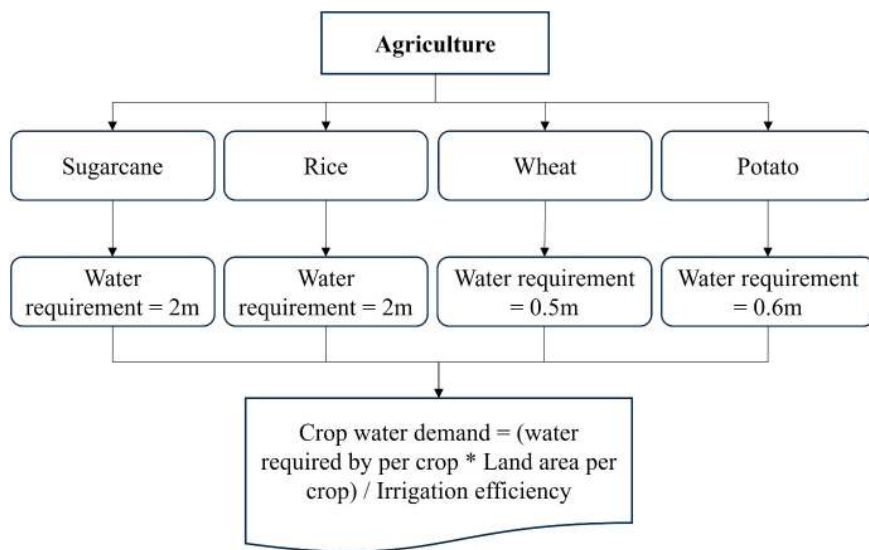 Agriculture
Sugarcane
Rice
Wheat
Potato
Water
requirement = 2m
Water
requirement = 2m
Water requirement
= 0.5m
Water requirement
= 0.6m
Crop water demand = (water
required by per crop * Land area per
crop) / Irrigation efficiency